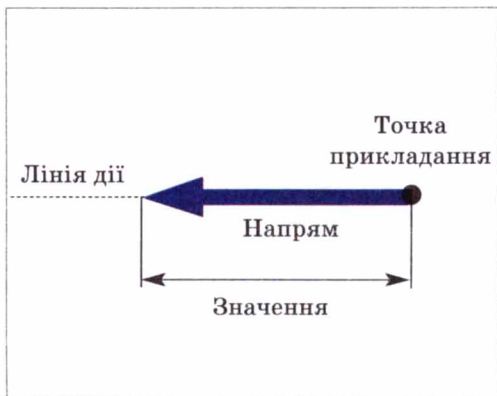 Точка
прикладання
Лінія дії
Напрям
Значення